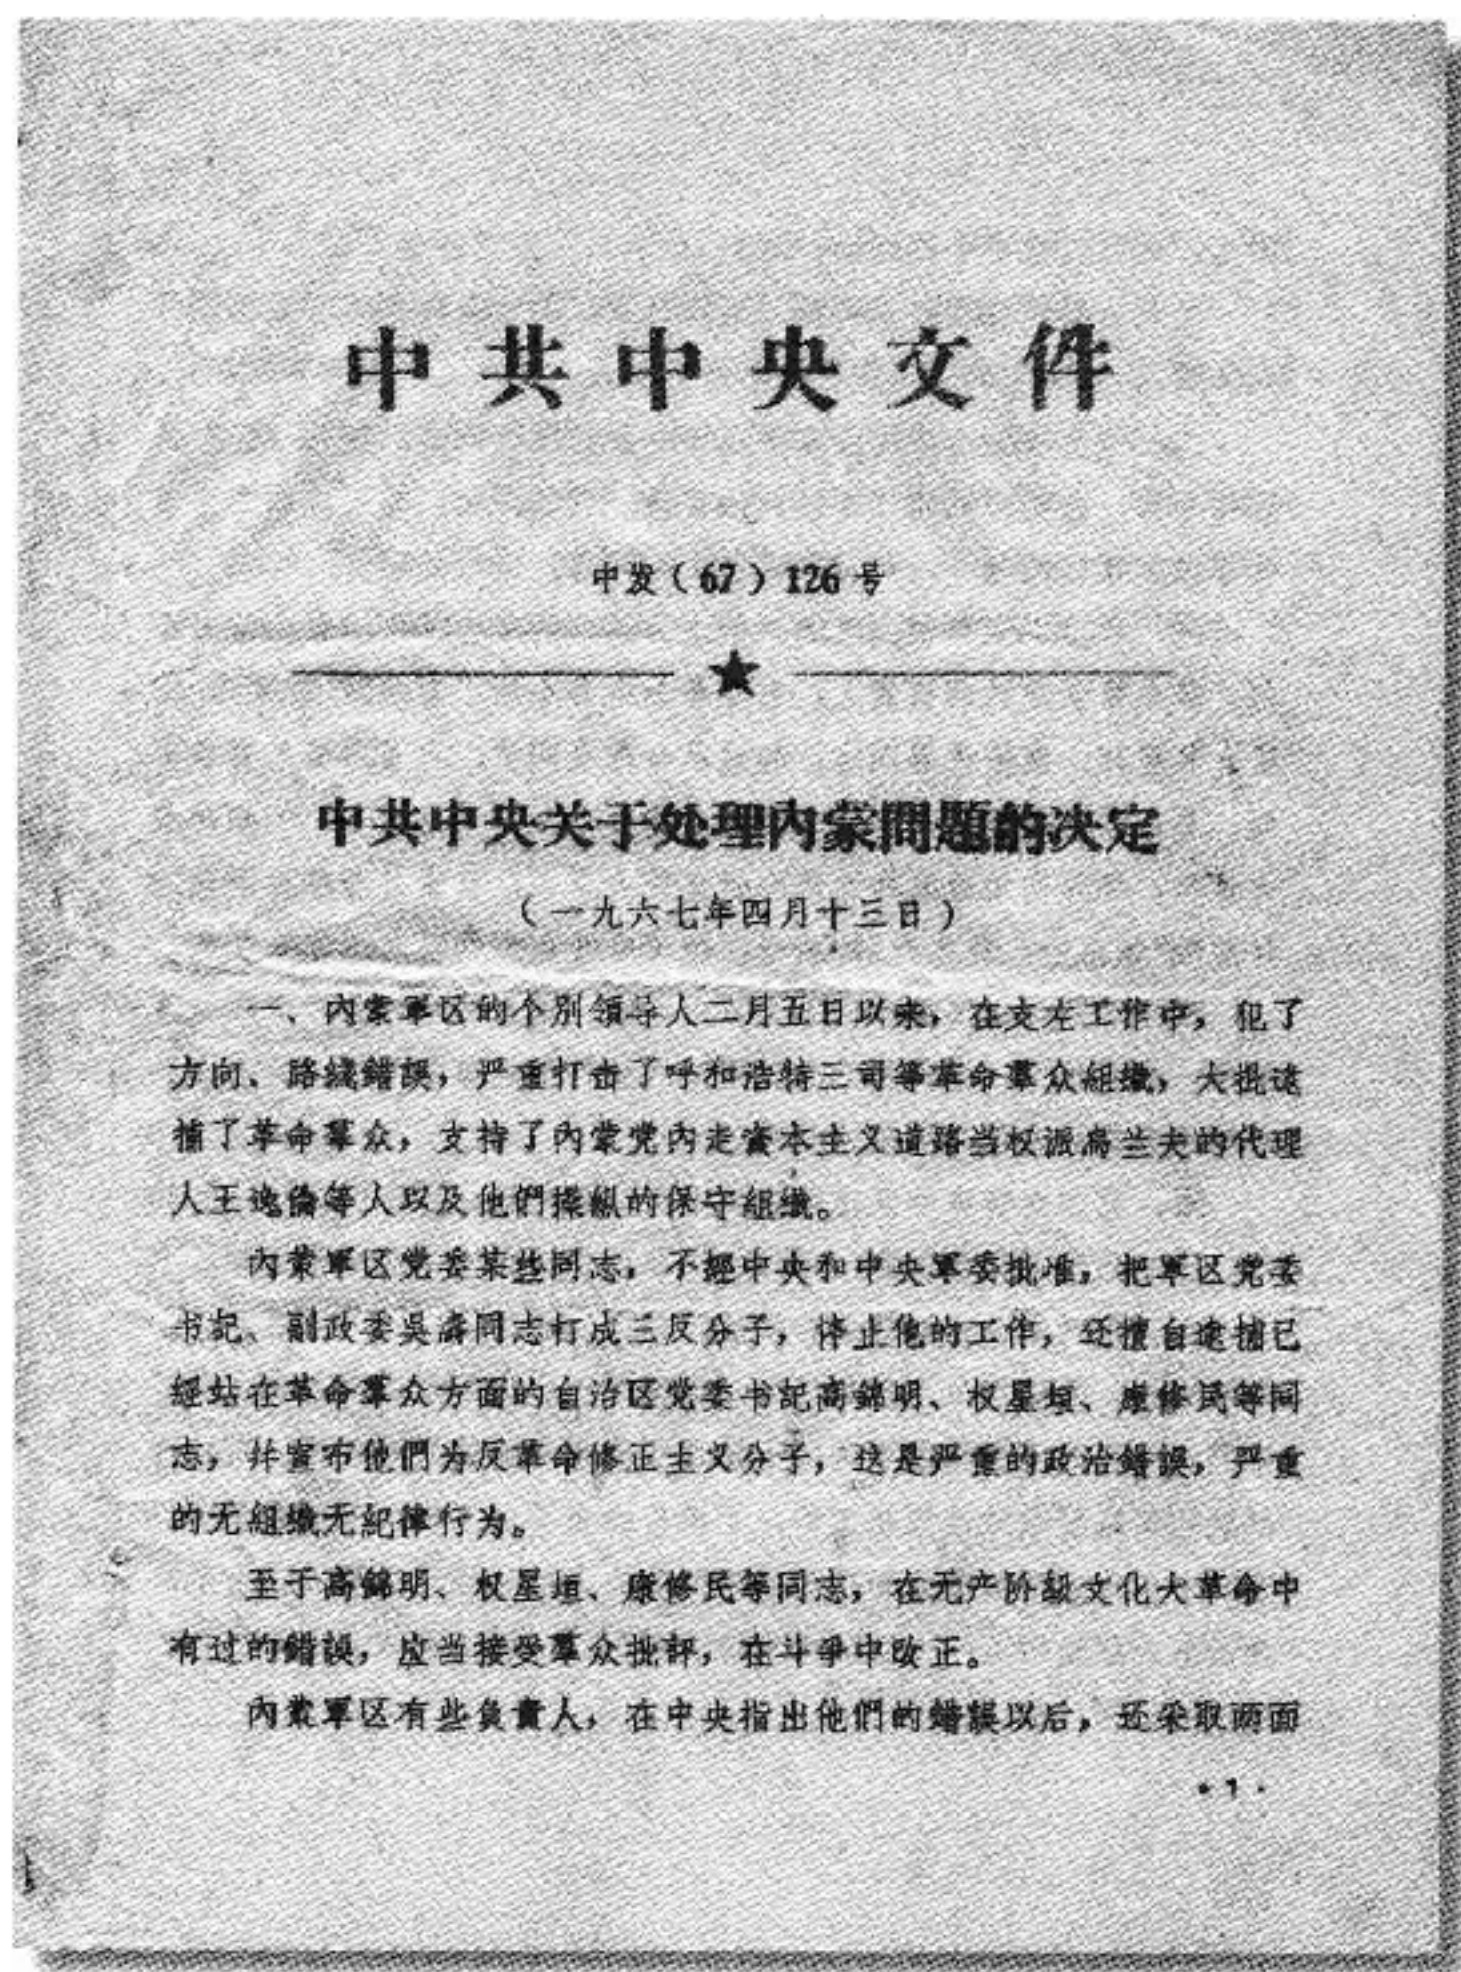 中共中央文件
中发（67）126号
中共中央关于处理內蒙問題的决定
（一九六七年四月十三日）
一、內蒙軍区的个別領导人二月五日以来，在支左工作中，犯了
方向、路綫錯誤，严重打击了呼和浩特三司等革命羣众組織，大批逮
捕了革命羣众，支持了內蒙党內走資本主义道路当权派烏兰夫的代理
人王逸倫等人以及他們操縱的保守組織。
內蒙軍区党委某些同志，不經中央和中央軍委批准，把軍区党委
书記、副政委吳濤同志打成三反分子，停止他的工作，还擅自逮捕已
經站在革命羣众方面的自治区党委书記高錦明、权星垣、康修民等同
志，幷宣布他們为反革命修正主义分子，这是严重的政治錯誤，严重
的无組織无紀律行为。
至于高錦明、权星垣、康修民等同志，在无产阶級文化大革命中
有过的錯誤，应当接受羣众批評，在斗爭中改正。
內蒙軍区有些負責人，在中央指出他們的錯誤以后，还采取两面
·1·